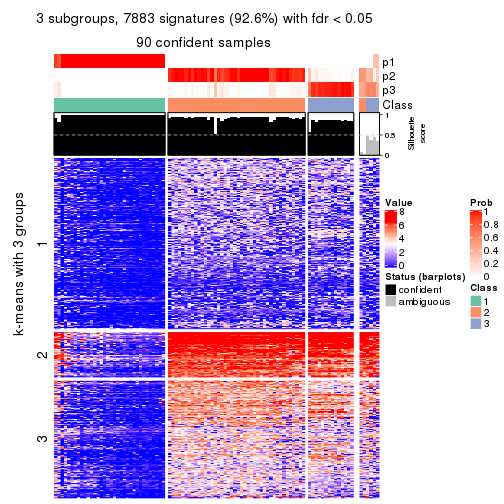 3 subgroups, 7883 signatures (92.6%) with fdr < 0.05
90 confident samples
p1
p2
p3
Class
1
0.5
0
Silhouette
score
k-means with 3 groups
1
2
3
Value
8
6
4
2
0
Status (barplots)
confident
ambiguous
Prob
1
0.8
0.6
0.4
0.2
0
Class
1
2
3